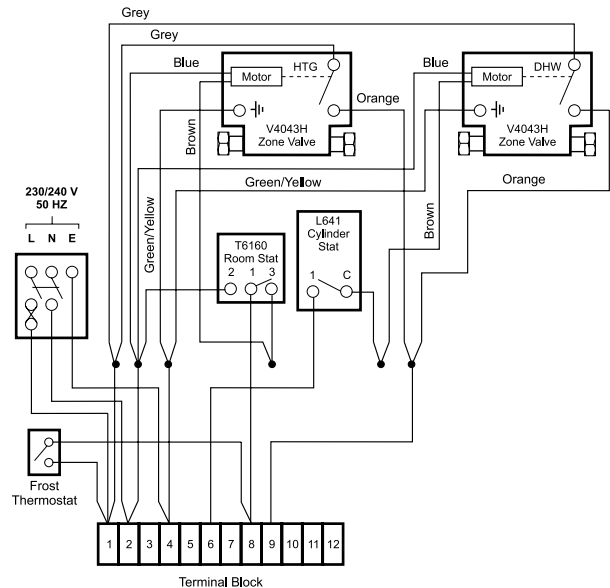 Grey
Grey
Blue
HTG
Motor
V4043H
Zone Valve
Orange
Blue
DHW
Motor
V4043H
Zone Valve
Brown
Green/Yellow
Orange
230/240 V
50 HZ
L N E
Green/Yellow
Brown
T6160
Room Stat
2 1 3
L641
Cylinder
Stat
1 C
Frost
Thermostat
1 2 3 4 5 6 7 8 9 10 11 12
Terminal Block